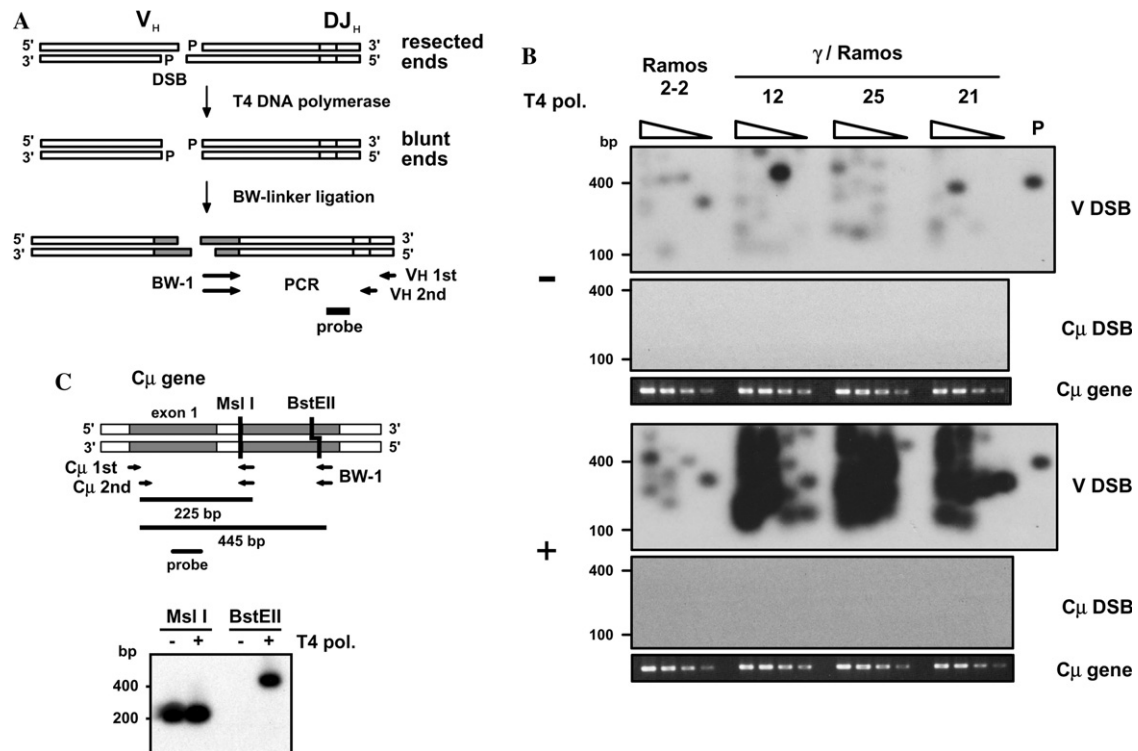 A
V H DJ H
5' P 3' resected
3' P 5' ends
DSB
T4 DNA polymerase
5' P 3' blunt
3' P 5' ends
BW-linker ligation
5' 3'
3' 5'
BW-1 PCR VH 1st
VH 2nd
probe
B
Ramos γ / Ramos
2-2 12 25 21
T4 pol. P
bp
400
100
V DSB
-
400
100
Cμ DSB
Cμ gene
400
100
V DSB
+
400
100
Cμ DSB
Cμ gene
C
Cμ gene
exon 1 Msl I BstEII
5' 3'
3' 5'
Cμ 1st
Cμ 2nd BW-1
225 bp
445 bp
probe
Msl I BstEII
- + - + T4 pol.
bp
400
200